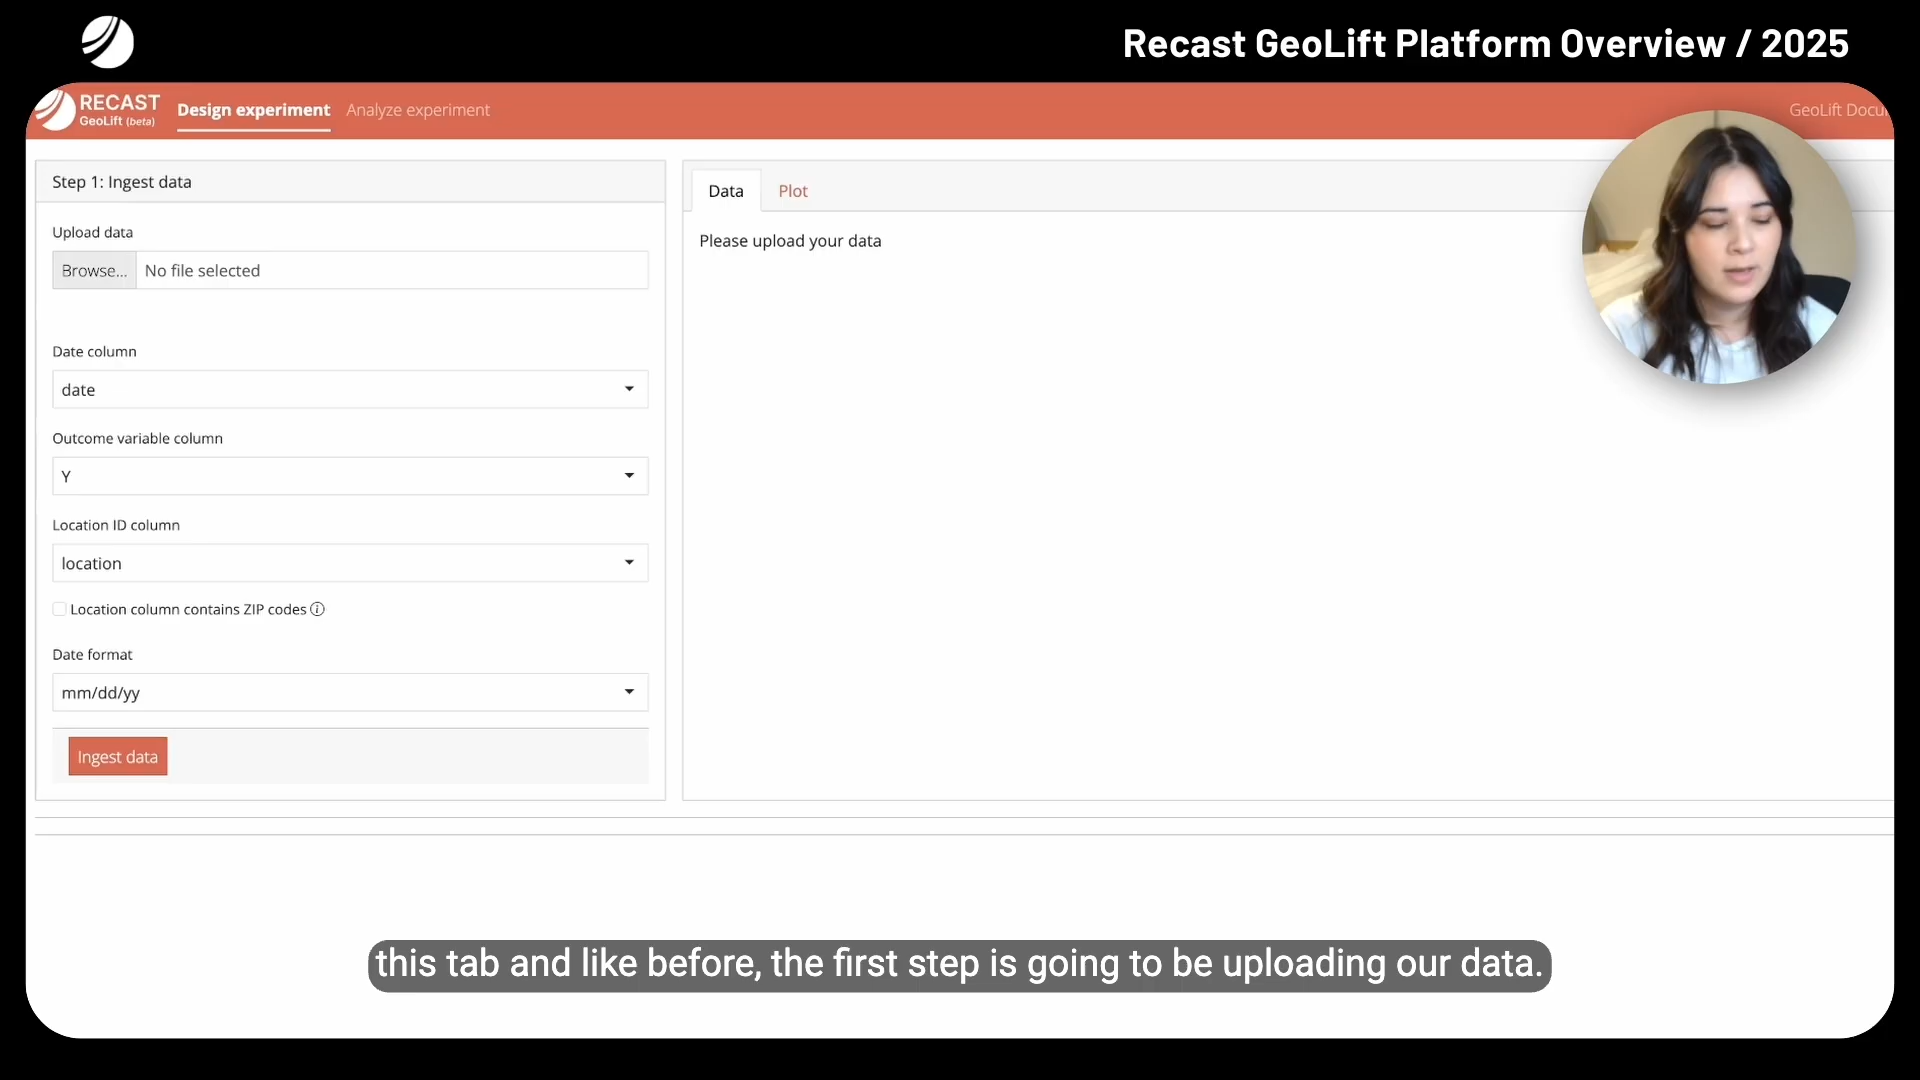 Recast GeoLift Platform Overview / 2025
RECAST
GeoLift (beta)
Design experiment
Analyze experiment
GeoLift Docu
Step 1: Ingest data
Upload data
Browse...
No file selected
Date column
date
Outcome variable column
Y
Location ID column
location
Location column contains ZIP codes
Date format
mm/dd/yy
Ingest data
Data
Plot
Please upload your data
this tab and like before, the first step is going to be uploading our data.